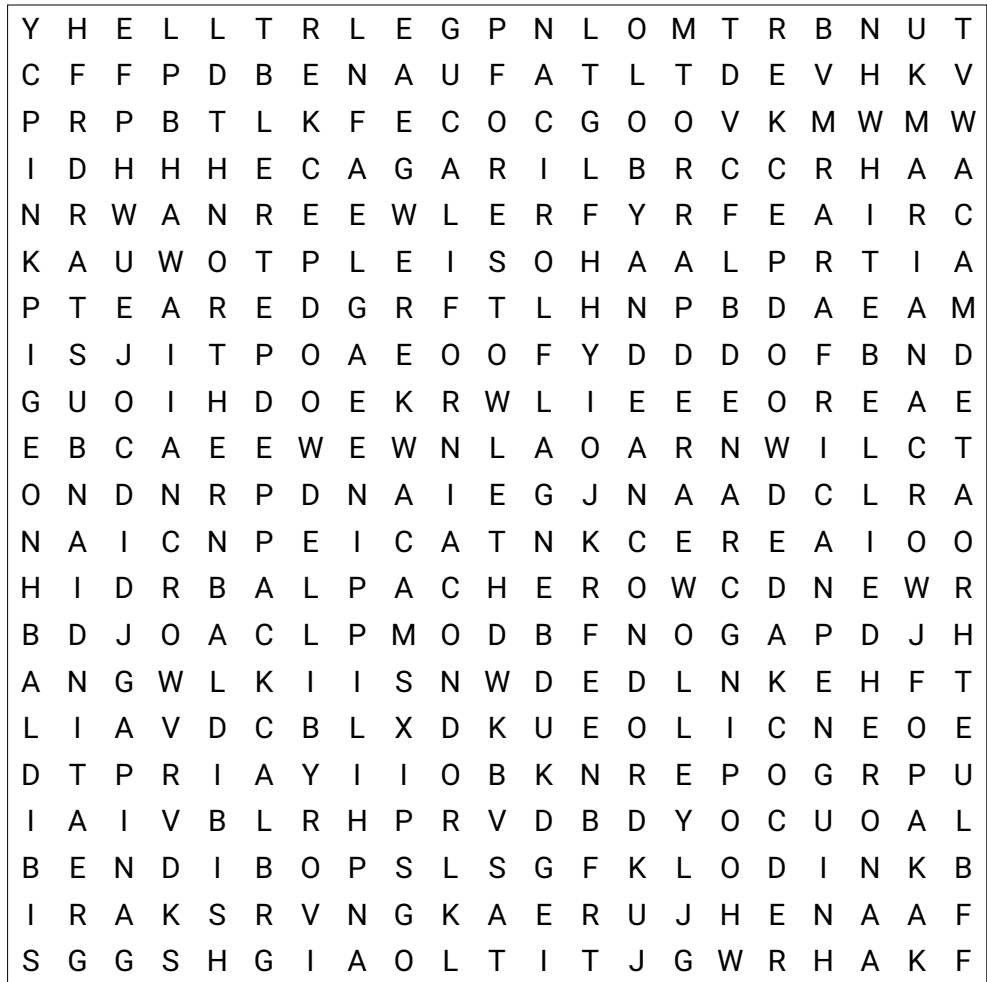 Y H E L L T R L E G P N L O M T R B N U T
C F F P D B E N A U F A T L T D E V H K V
P R P B T L K F E C O C G O O V K M W M W
I D H H H E C A G A R I L B R C C R H A A
N R W A N R E E W L E R F Y R F E A I R C
K A U W O T P L E I S O H A A L P R T I A
P T E A R E D G R F T L H N P B D A E A M
I S J I T P O A E O O F Y D D D O F B N D
G U O I H D O E K R W L I E E E O R E A E
E B C A E E W E W N L A O A R N W I L C T
O N D N R P D N A I E G J N A A D C L R A
N A I C N P E I C A T N K C E R E A I O O
H I D R B A L P A C H E R O W C D N E W R
B D J O A C L P M O D B F N O G A P D J H
A N G W L K I I S N W D E D L N K E H F T
L I A V D C B L X D K U E O L I C N E O E
D T P R I A Y I I O B K N R E P O G R P U
I A I V B L R H P R V D B D Y O C U O A L
B E N D I B O P S L S G F K L O D I N K B
I R A K S R V N G K A E R U J H E N A A F
S G G S H G I A O L T I T J G W R H A K F